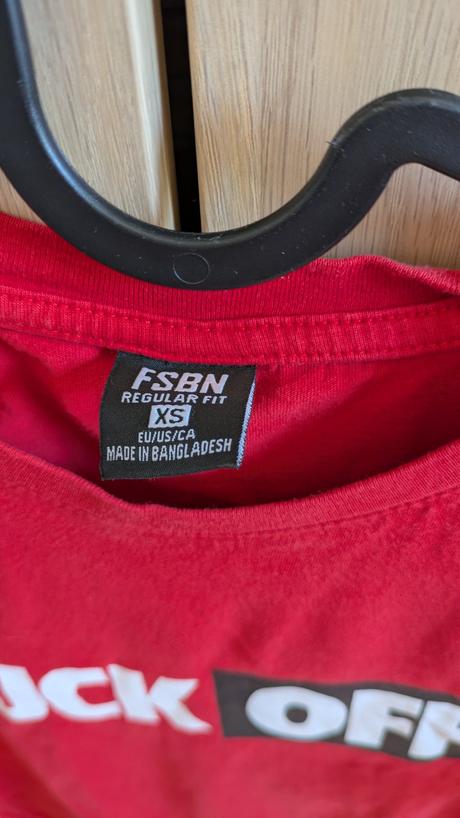 FSBN
REGULAR FIT
XS
EU/US/CA
MADE IN BANGLADESH
UCK OFF